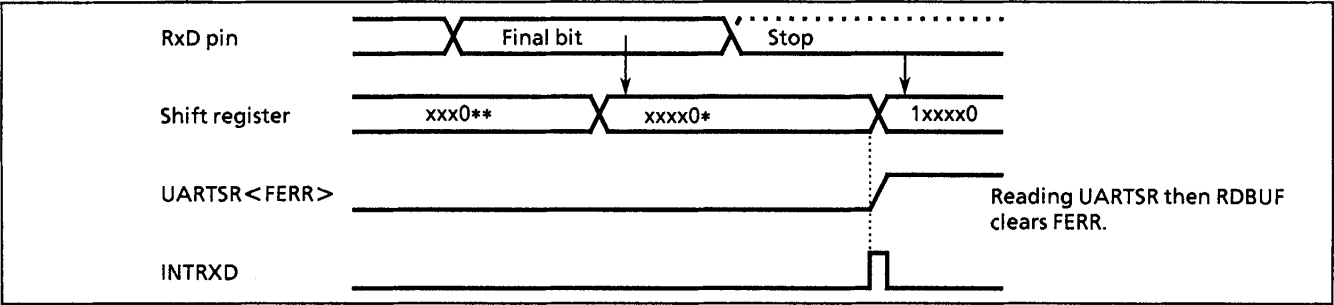 RxD pin Final bit Stop
Shift register xxx0** xxxx0* 1xxxx0
UARTSR<FERR> Reading UARTSR then RDBUF
clears FERR.
INTRXD